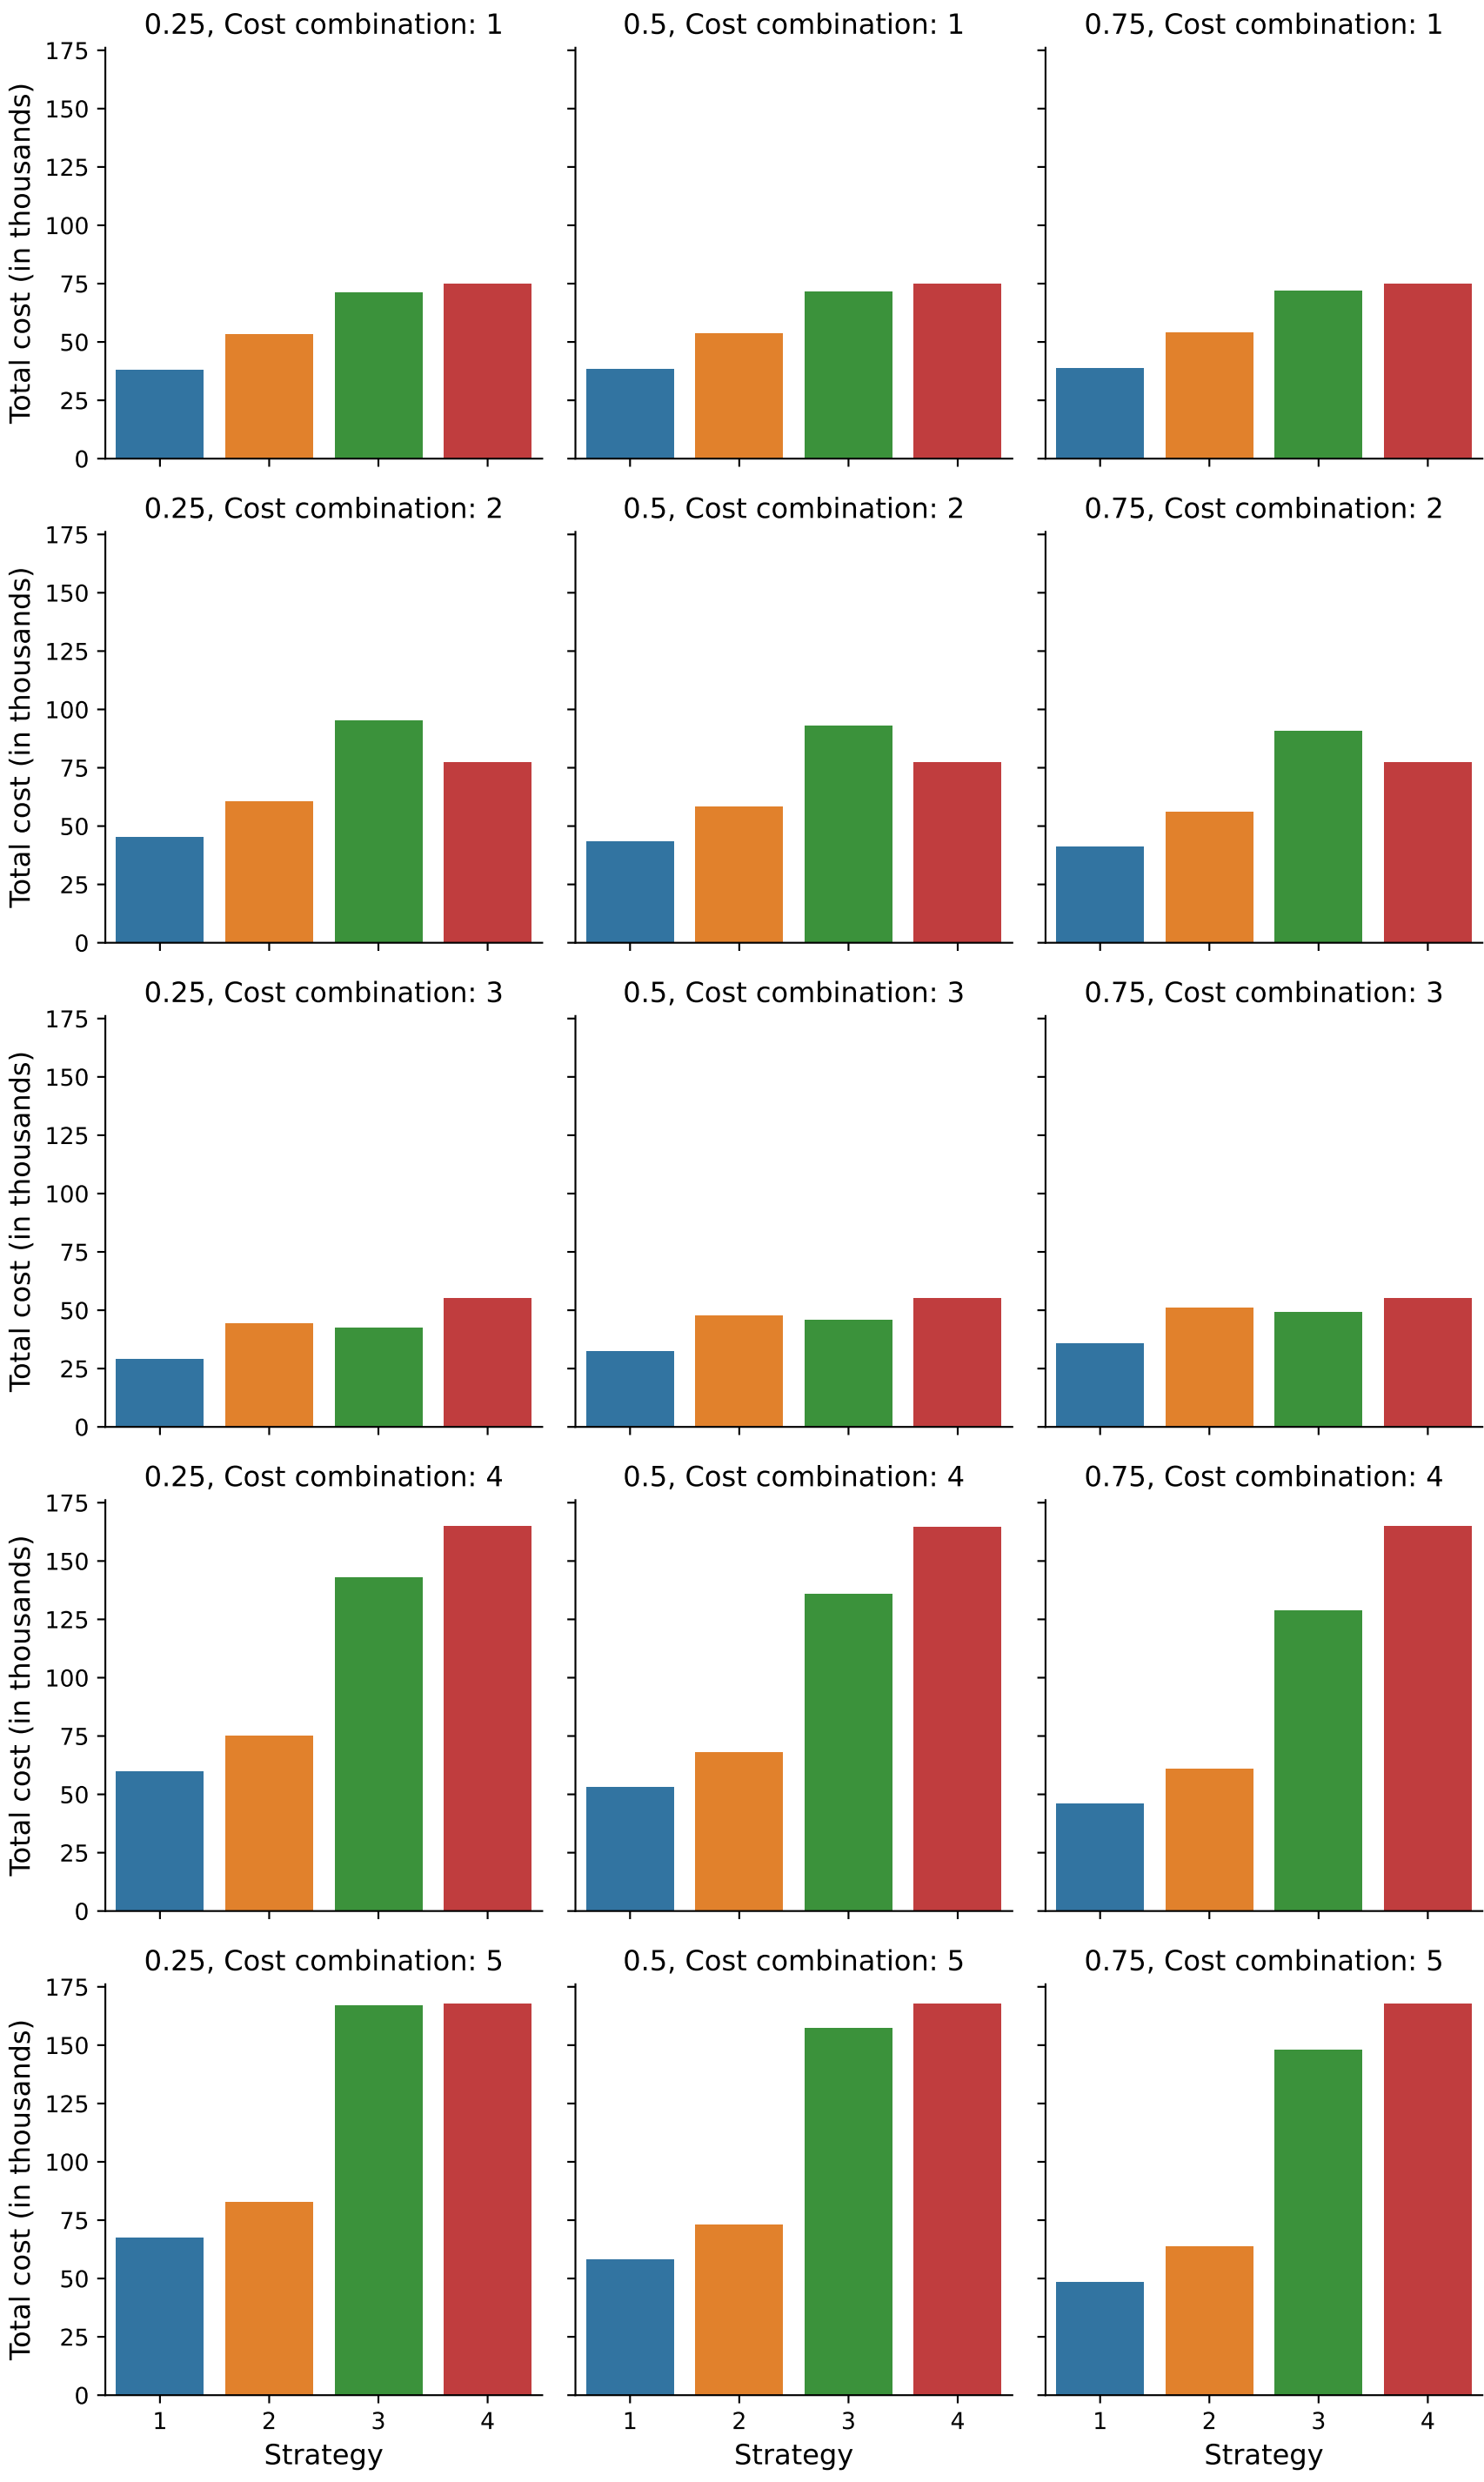 0.25, Cost combination: 1
0.5, Cost combination: 1
0.75, Cost combination: 1
Total cost (in thousands)
175
150
125
100
75
50
25
0
0.25, Cost combination: 2
0.5, Cost combination: 2
0.75, Cost combination: 2
Total cost (in thousands)
175
150
125
100
75
50
25
0
0.25, Cost combination: 3
0.5, Cost combination: 3
0.75, Cost combination: 3
Total cost (in thousands)
175
150
125
100
75
50
25
0
0.25, Cost combination: 4
0.5, Cost combination: 4
0.75, Cost combination: 4
Total cost (in thousands)
175
150
125
100
75
50
25
0
0.25, Cost combination: 5
0.5, Cost combination: 5
0.75, Cost combination: 5
Total cost (in thousands)
175
150
125
100
75
50
25
0
1 2 3 4
1 2 3 4
1 2 3 4
Strategy
Strategy
Strategy